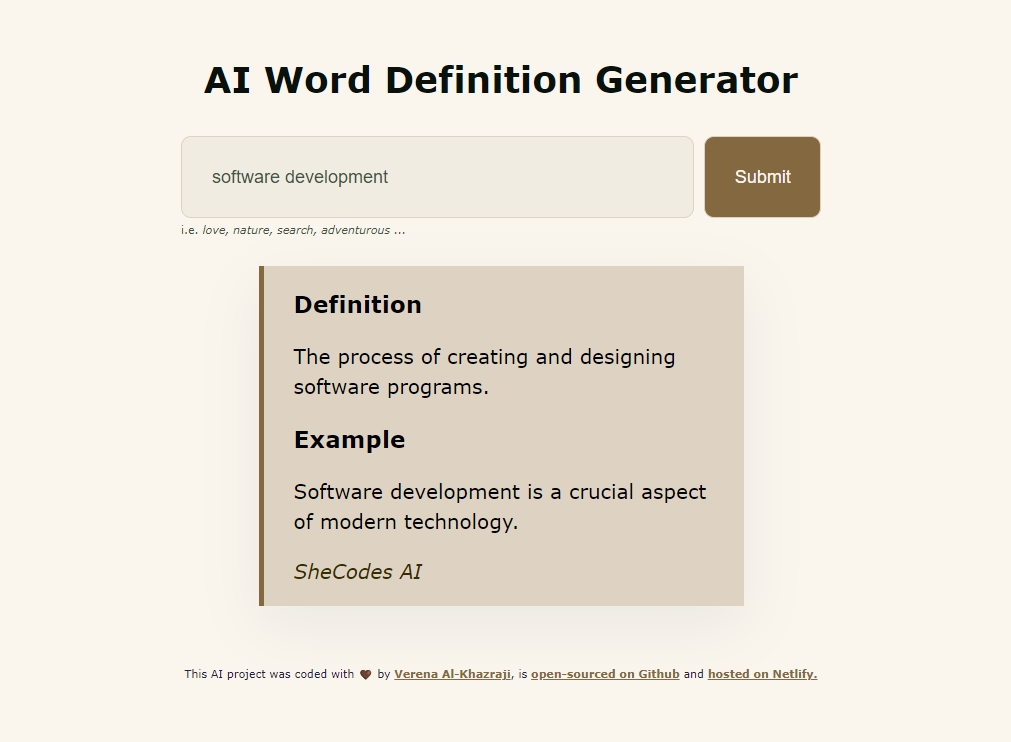 AI Word Definition Generator
software development
Submit
i.e. love, nature, search, adventurous ...
Definition
The process of creating and designing
software programs.
Example
Software development is a crucial aspect
of modern technology.
SheCodes AI
This AI project was coded with 🤎 by Verena Al-Khazraji, is open-sourced on Github and hosted on Netlify.